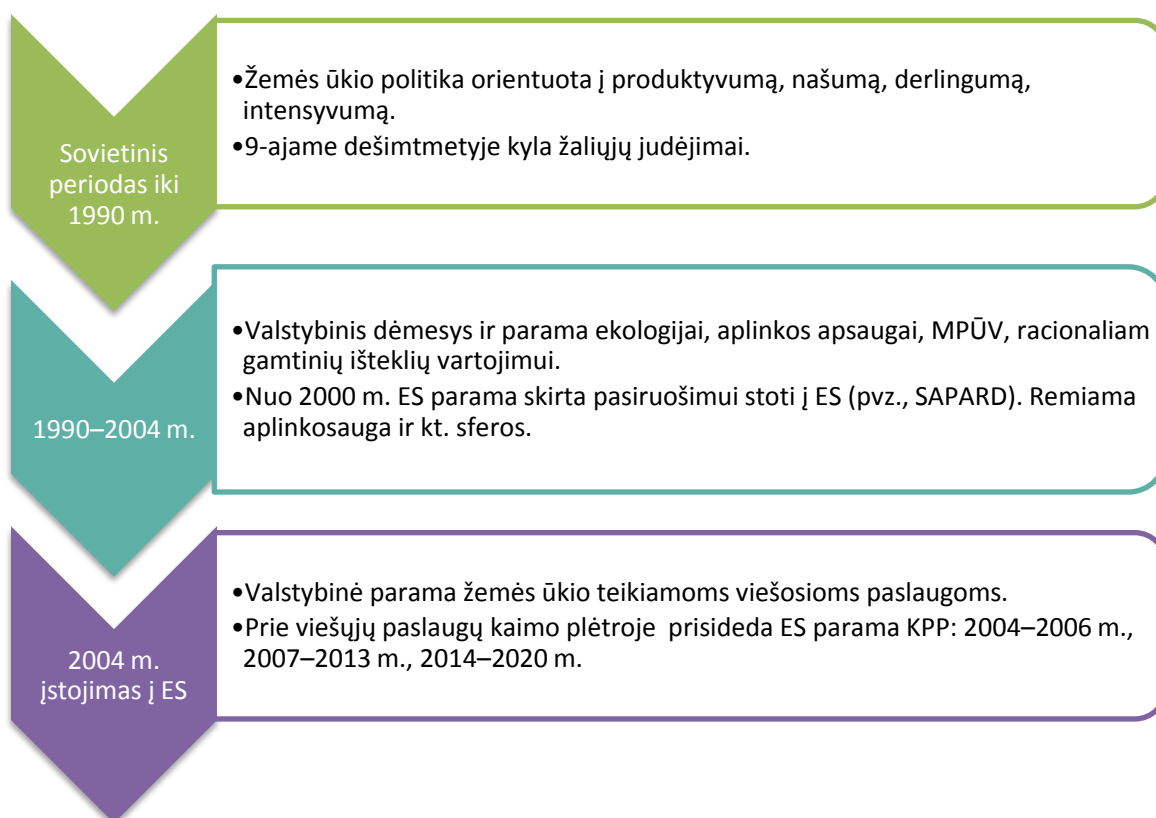 Sovietinis
periodas iki
1990 m.
•Žemės ūkio politika orientuota į produktyvumą, našumą, derlingumą,
intensyvumą.
•9-ajame dešimtmetyje kyla žaliųjų judėjimai.
1990–2004 m.
•Valstybinis dėmesys ir parama ekologijai, aplinkos apsaugai, MPŪV, racionaliam
gamtinių išteklių vartojimui.
•Nuo 2000 m. ES parama skirta pasiruošimui stoti į ES (pvz., SAPARD). Remiama
aplinkosauga ir kt. sferos.
2004 m.
įstojimas į ES
•Valstybinė parama žemės ūkio teikiamoms viešosioms paslaugoms.
•Prie viešųjų paslaugų kaimo plėtroje prisideda ES parama KPP: 2004–2006 m.,
2007–2013 m., 2014–2020 m.